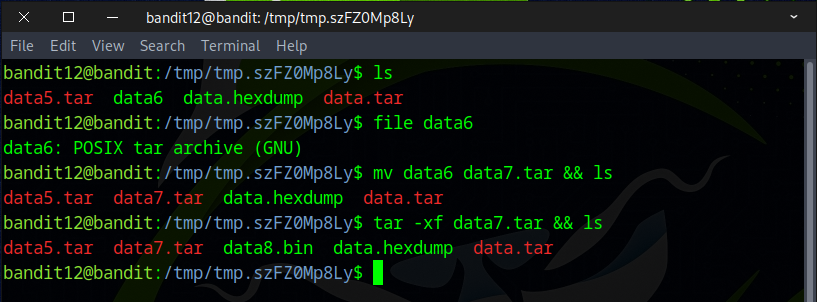 bandit12@bandit: /tmp/tmp.szFZ0Mp8Ly
File Edit View Search Terminal Help
bandit12@bandit:/tmp/tmp.szFZ0Mp8Ly$ ls
data5.tar data6 data.hexdump data.tar
bandit12@bandit:/tmp/tmp.szFZ0Mp8Ly$ file data6
data6: POSIX tar archive (GNU)
bandit12@bandit:/tmp/tmp.szFZ0Mp8Ly$ mv data6 data7.tar && ls
data5.tar data7.tar data.hexdump data.tar
bandit12@bandit:/tmp/tmp.szFZ0Mp8Ly$ tar -xf data7.tar && ls
data5.tar data7.tar data8.bin data.hexdump data.tar
bandit12@bandit:/tmp/tmp.szFZ0Mp8Ly$